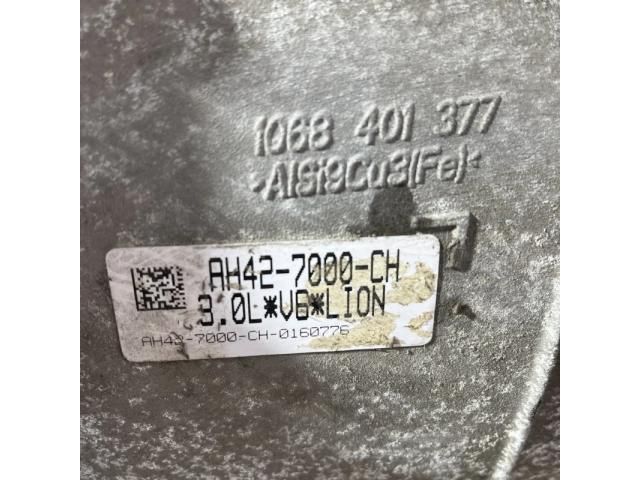 1068 401 377
>AlSi9Cu3(Fe)<
AH42-7000-CH
3.0L*V6*LION
AH42-7000-CH-0160776